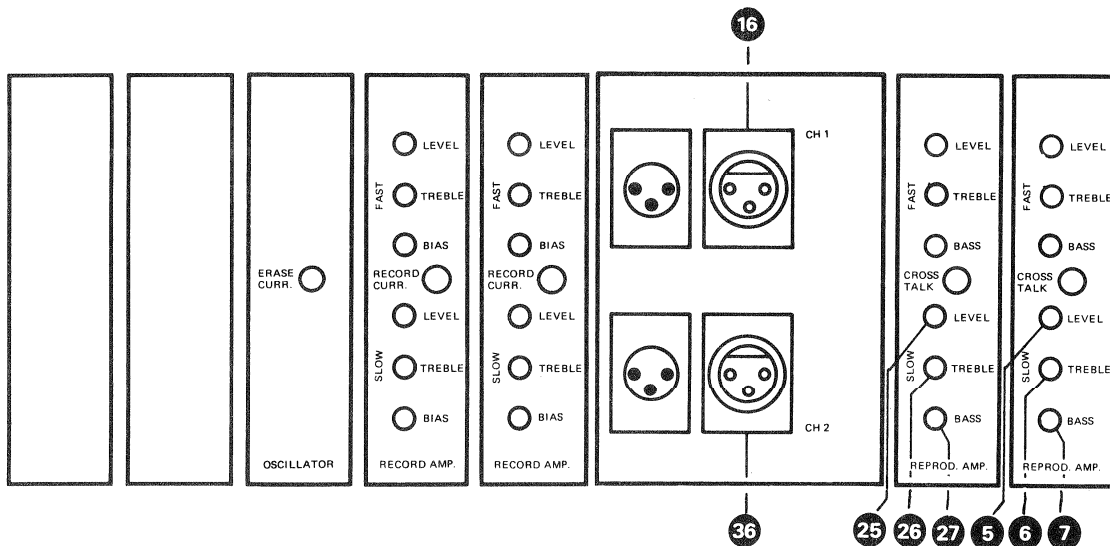 16
CH 1
LEVEL
FAST
TREBLE
BIAS
RECORD
CURR.
LEVEL
SLOW
TREBLE
BIAS
RECORD AMP.
LEVEL
FAST
TREBLE
BIAS
RECORD
CURR.
LEVEL
SLOW
TREBLE
BIAS
RECORD AMP.
ERASE
CURR.
OSCILLATOR
CH 2
LEVEL
FAST
TREBLE
BASS
CROSS
TALK
LEVEL
SLOW
TREBLE
BASS
REPROD. AMP.
LEVEL
FAST
TREBLE
BASS
CROSS
TALK
LEVEL
SLOW
TREBLE
BASS
REPROD. AMP.
36
25 26 27 5 6 7